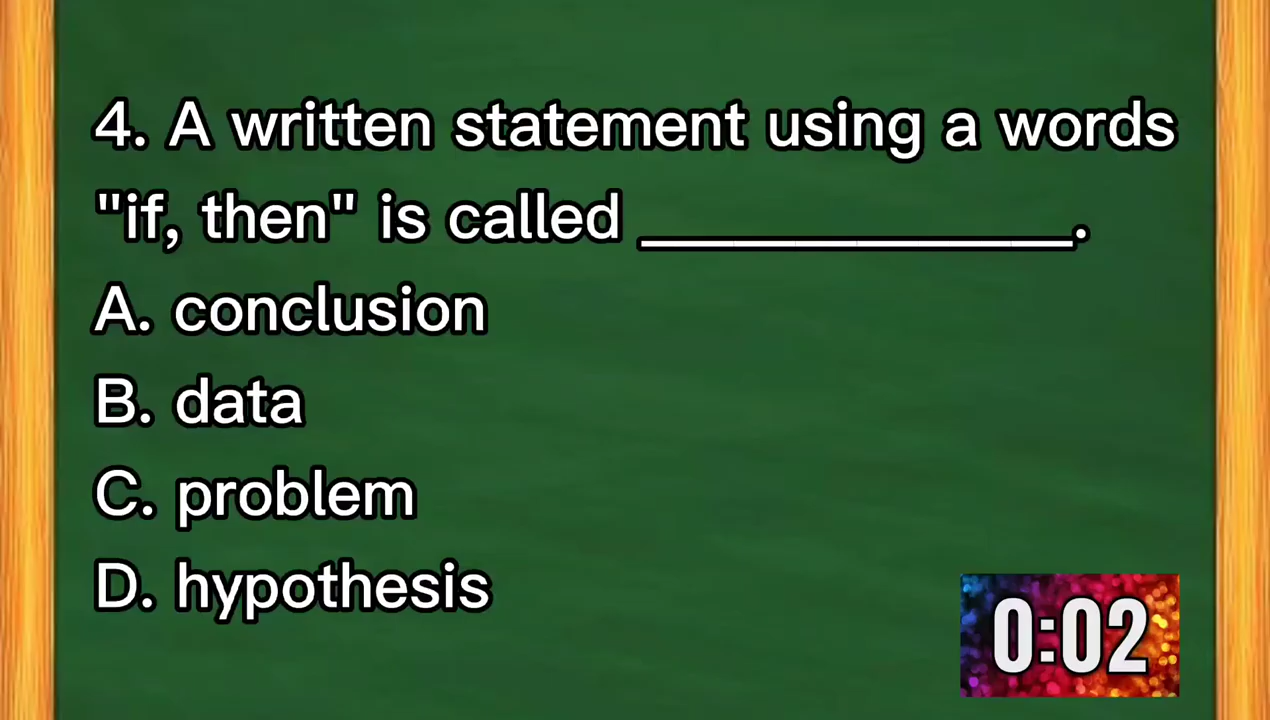 4. A written statement using a words
"if, then" is called ______________.
A. conclusion
B. data
C. problem
D. hypothesis
0:02